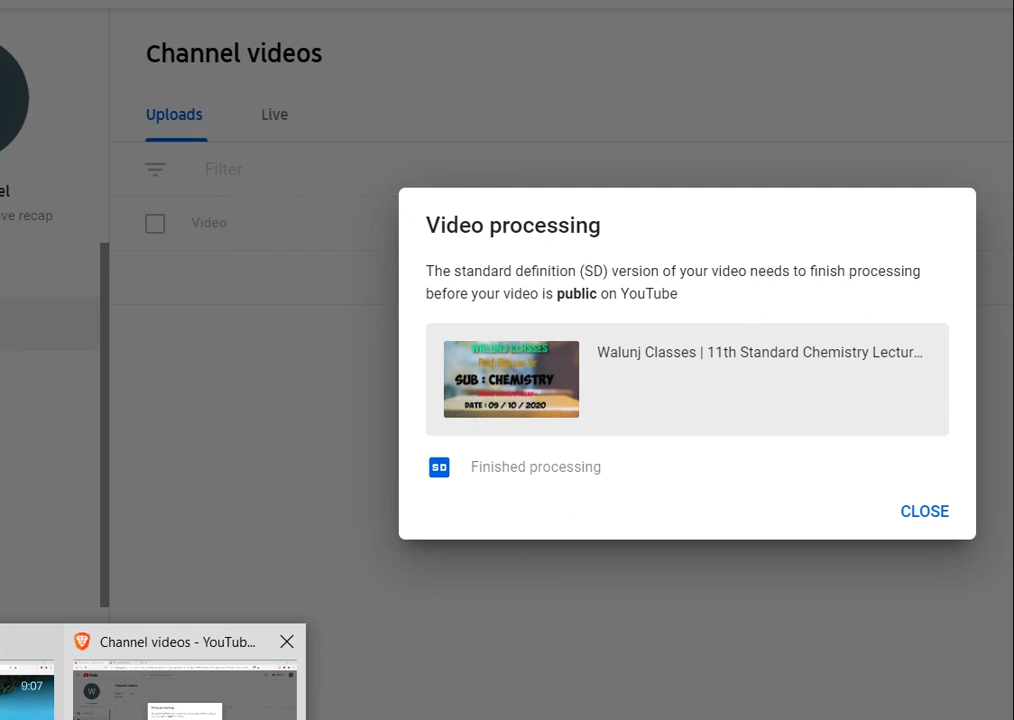 Channel videos
Uploads
Live
Filter
el
ve recap
Video
Video processing
The standard definition (SD) version of your video needs to finish processing
before your video is public on YouTube
WALUNJ CLASSES
Walunj Classes | 11th Standard Chemistry Lectur...
SUB : CHEMISTRY
DATE : 09 / 10 / 2020
SD
Finished processing
CLOSE
Channel videos - YouTub...
9:07
W